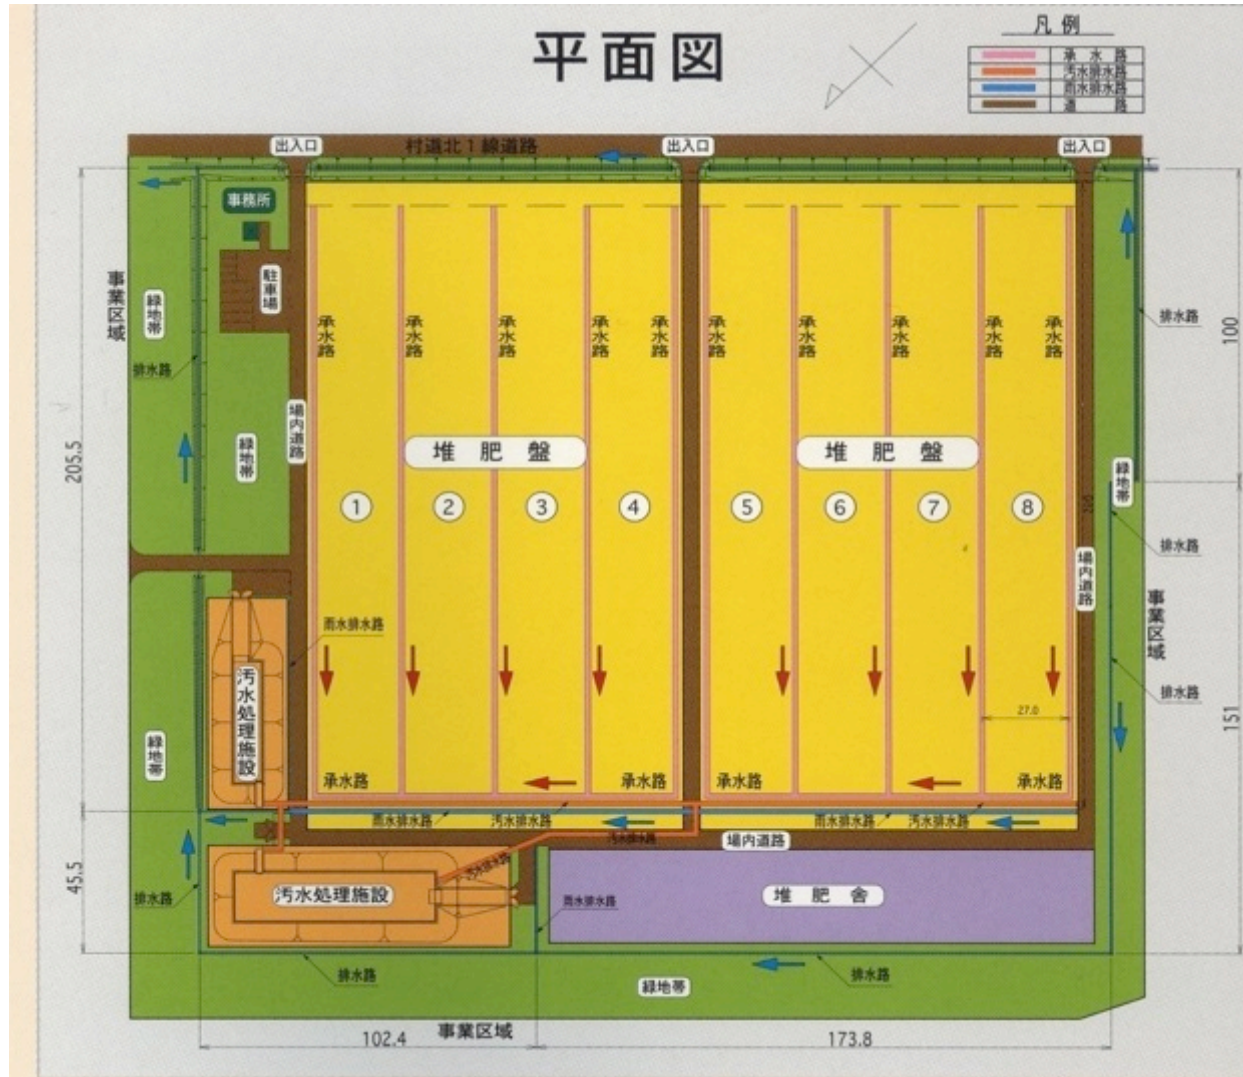 平面図
凡例
承水路
汚水排水路
雨水排水路
道路
出入口
村道北1線道路
出入口
出入口
事務所
駐車場
事業区域
緑地帯
排水路
承水路
承水路
承水路
承水路
承水路
承水路
承水路
承水路
承水路
承水路
排水路
100
205.5
場内道路
緑地帯
堆肥盤
堆肥盤
緑地帯
① ② ③ ④ ⑤ ⑥ ⑦ ⑧
排水路
場内道路
事業区域
雨水排水路
汚水処理施設
緑地帯
排水路
27.0
151
承水路
承水路
承水路
承水路
雨水排水路
汚水排水路
雨水排水路
汚水排水路
汚水排水路
場内道路
汚水排水路
45.5
排水路
汚水処理施設
雨水排水路
堆肥舎
排水路
排水路
緑地帯
102.4
事業区域
173.8